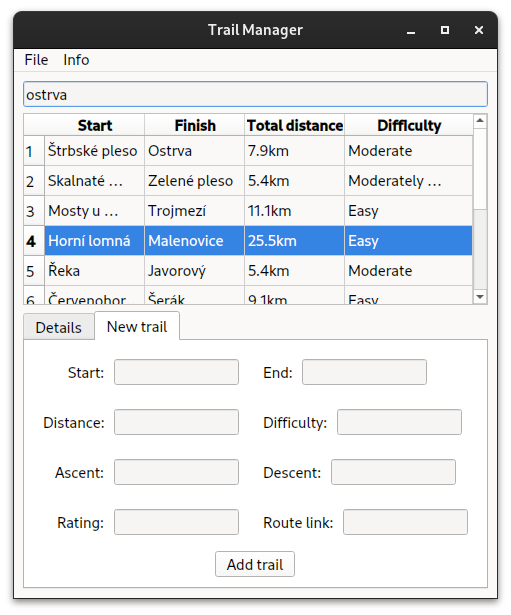 Trail Manager
File Info
ostrva
Start Finish Total distance Difficulty
1 Štrbské pleso Ostrva 7.9km Moderate
2 Skalnaté … Zelené pleso 5.4km Moderately …
3 Mosty u … Trojmezí 11.1km Easy
4 Horní lomná Malenovice 25.5km Easy
5 Řeka Javorový 5.4km Moderate
6 Červenohor Šerák 9.1km Easy
Details New trail
Start: End:
Distance: Difficulty:
Ascent: Descent:
Rating: Route link:
Add trail